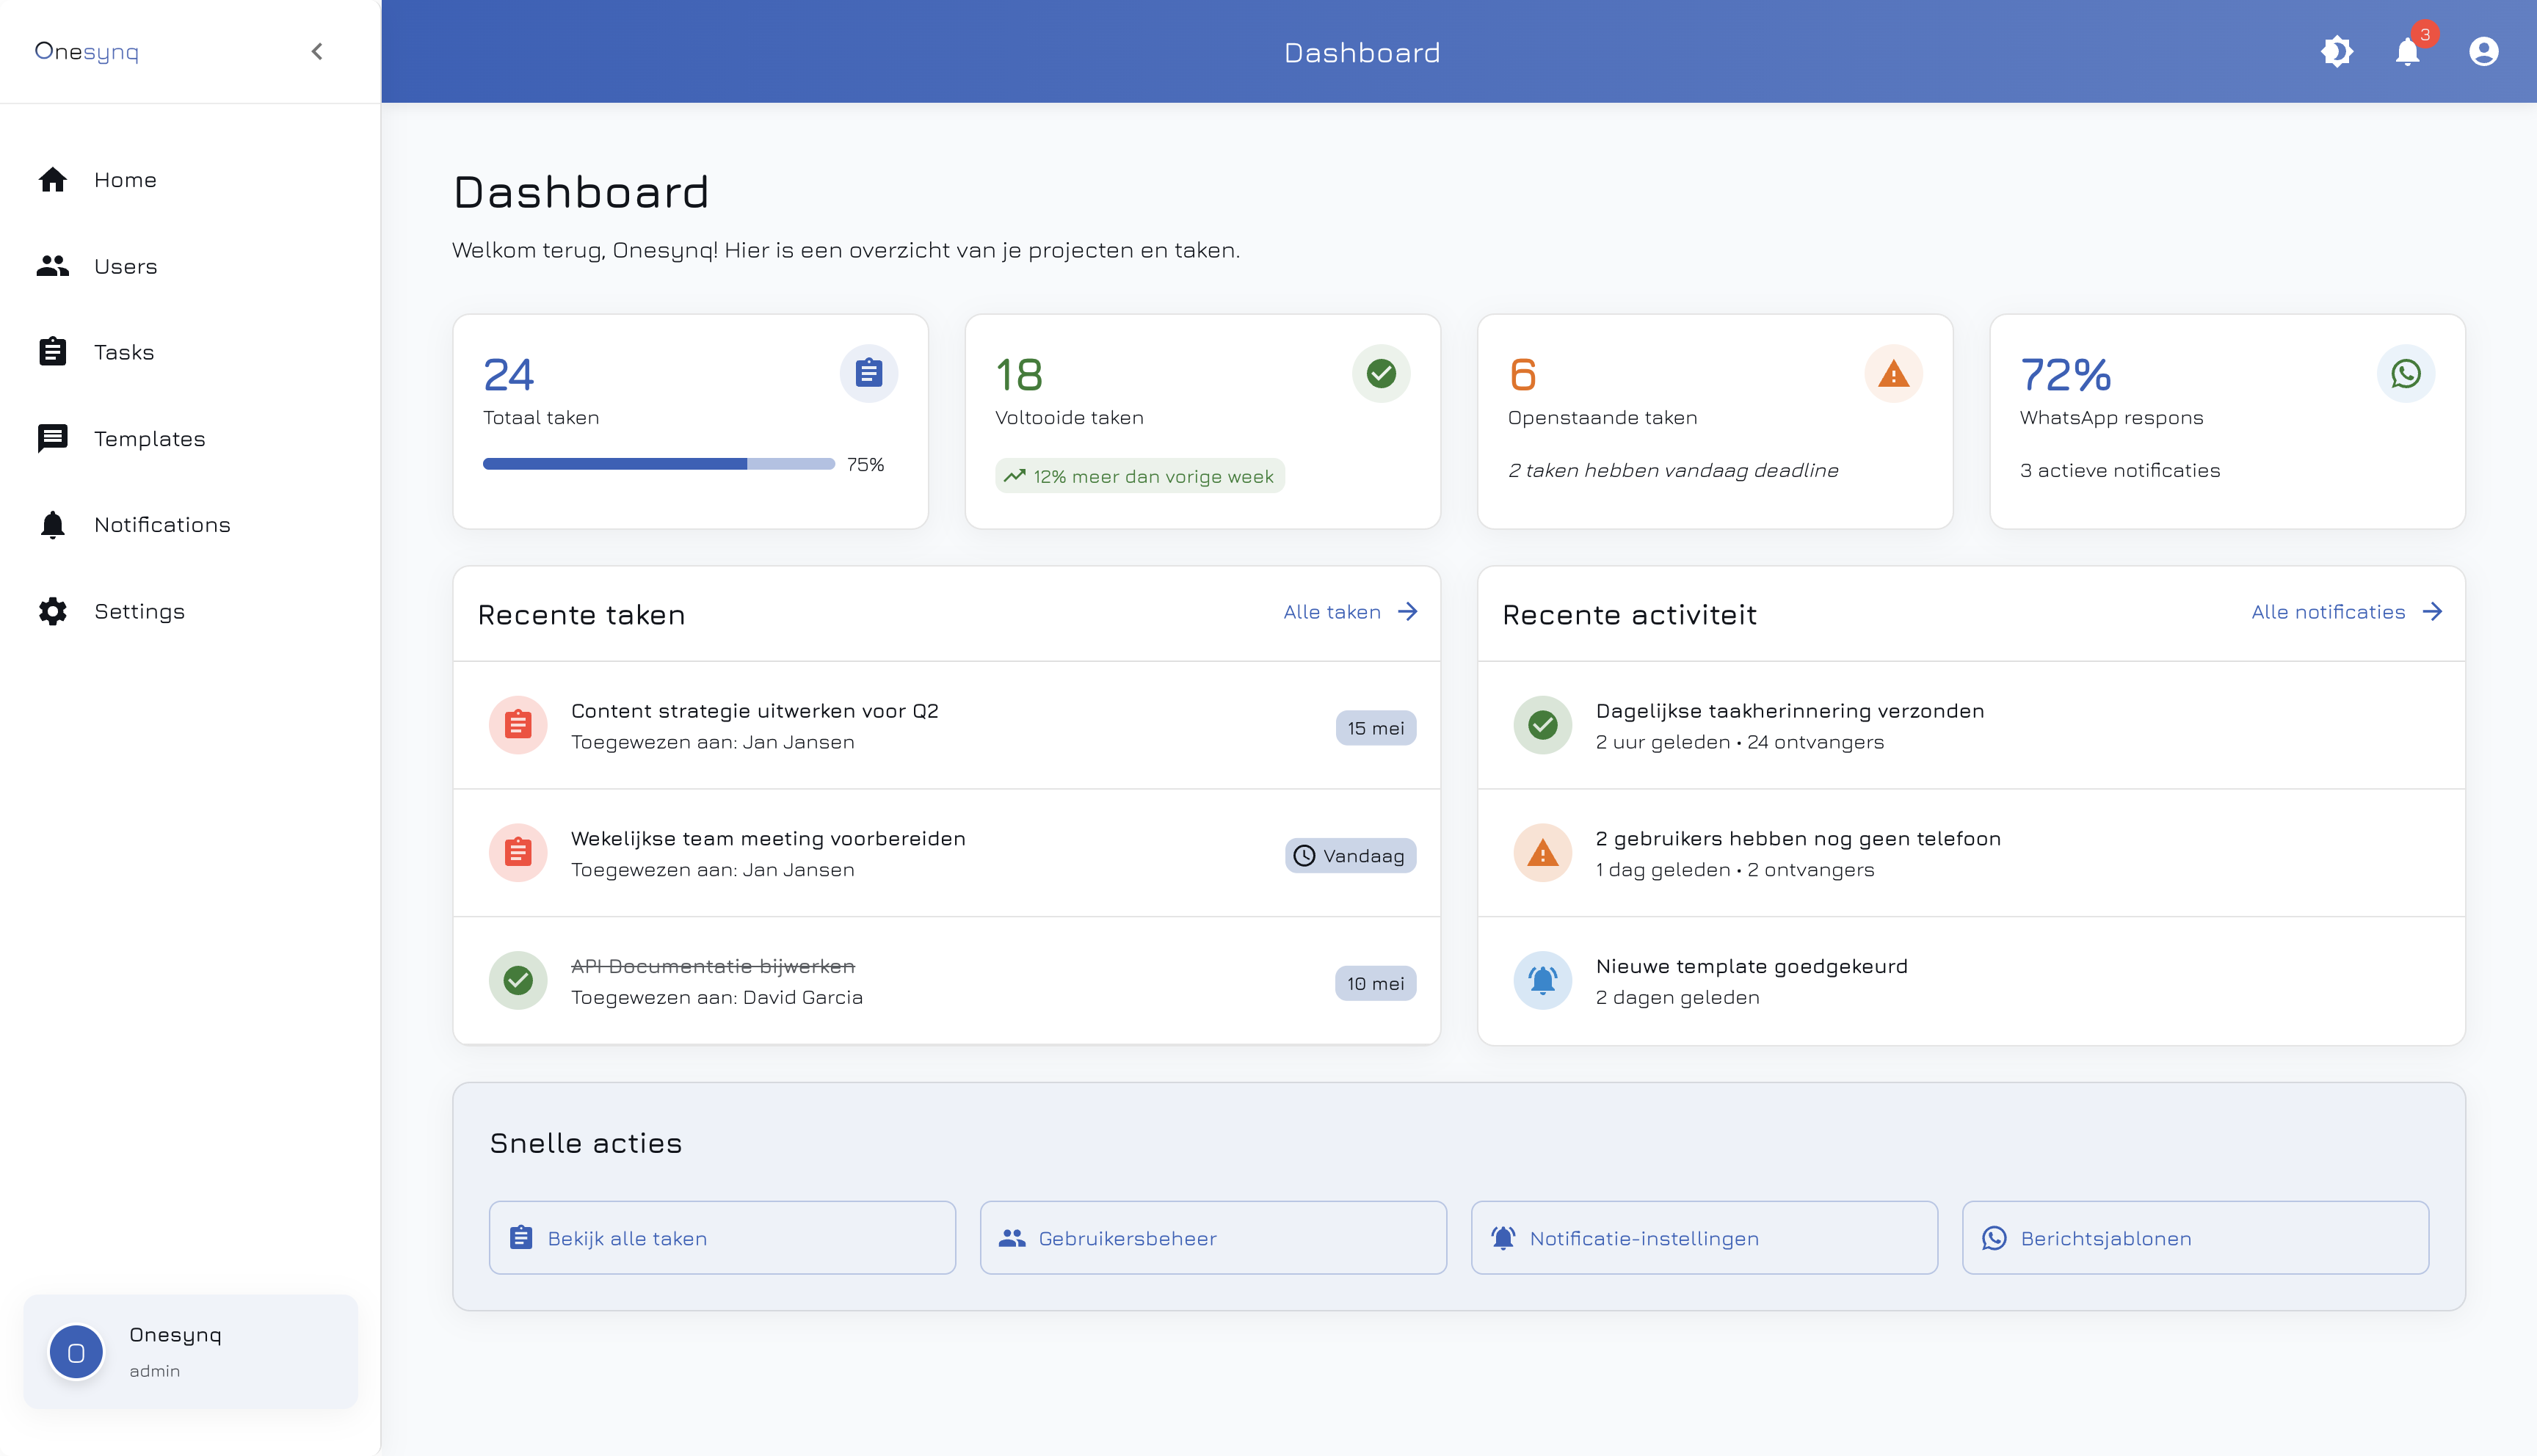 Onesynq
Dashboard
3
Home
Users
Tasks
Templates
Notifications
Settings
Onesynq
admin
Dashboard
Welkom terug, Onesynq! Hier is een overzicht van je projecten en taken.
24
Totaal taken
75%
18
Voltooide taken
12% meer dan vorige week
6
Openstaande taken
2 taken hebben vandaag deadline
72%
WhatsApp respons
3 actieve notificaties
Recente taken
Alle taken
Content strategie uitwerken voor Q2
Toegewezen aan: Jan Jansen
15 mei
Wekelijkse team meeting voorbereiden
Toegewezen aan: Jan Jansen
Vandaag
API Documentatie bijwerken
Toegewezen aan: David Garcia
10 mei
Recente activiteit
Alle notificaties
Dagelijkse taakherinnering verzonden
2 uur geleden • 24 ontvangers
2 gebruikers hebben nog geen telefoon
1 dag geleden • 2 ontvangers
Nieuwe template goedgekeurd
2 dagen geleden
Snelle acties
Bekijk alle taken
Gebruikersbeheer
Notificatie-instellingen
Berichtsjablonen
O